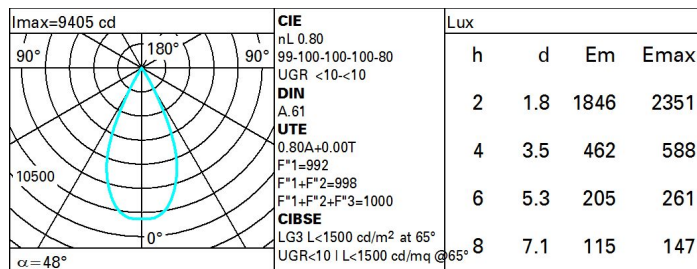 Imax=9405 cd
90°
180°
90°
10500
0°
α=48°
CIE
nL 0.80
99-100-100-100-80
UGR <10-<10
DIN
A.61
UTE
0.80A+0.00T
F"1=992
F"1+F"2=998
F"1+F"2+F"3=1000
CIBSE
LG3 L<1500 cd/m² at 65°
UGR<10 | L<1500 cd/mq @65°
Lux
h d Em Emax
2 1.8 1846 2351
4 3.5 462 588
6 5.3 205 261
8 7.1 115 147